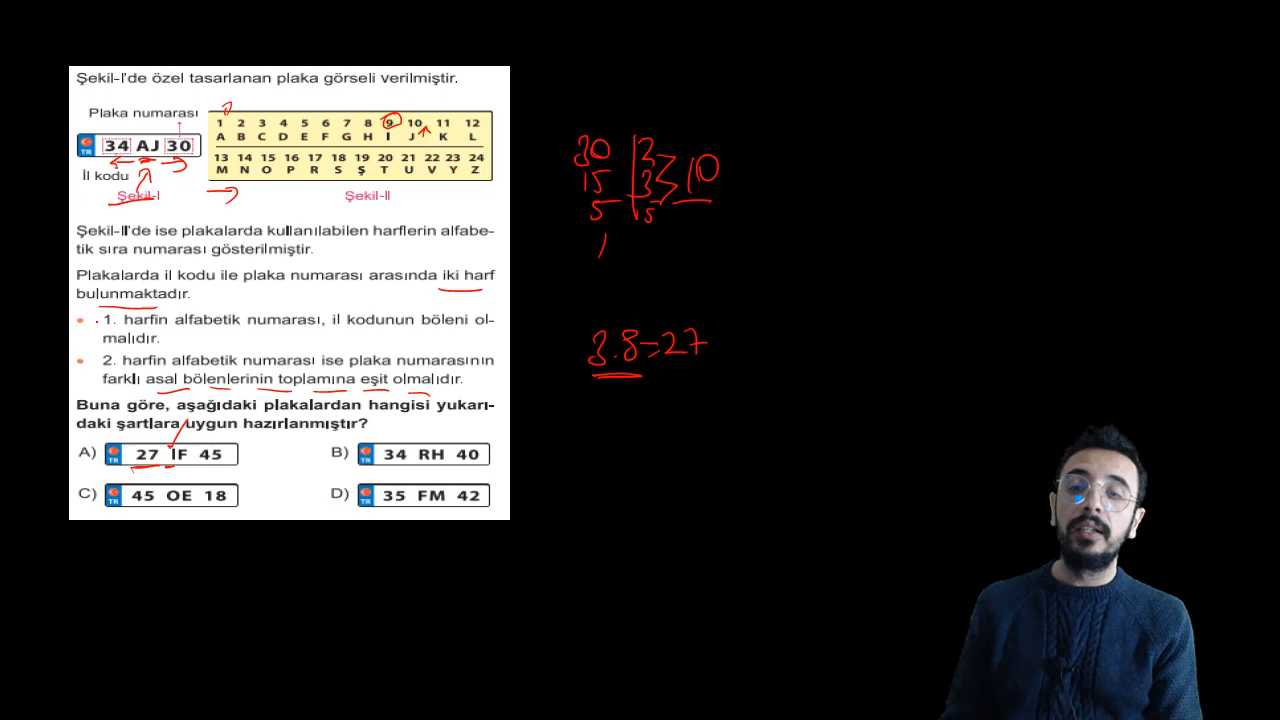 Şekil-I'de özel tasarlanan plaka görseli verilmiştir.
Plaka numarası
TR 34 AJ 30
İl kodu
Şekil-I
1 2 3 4 5 6 7 8 9 10 11 12
A B C D E F G H I J K L
13 14 15 16 17 18 19 20 21 22 23 24
M N O P R S Ş T U V Y Z
Şekil-II
Şekil-II'de ise plakalarda kullanılabilen harflerin alfabe-
tik sıra numarası gösterilmiştir.
Plakalarda il kodu ile plaka numarası arasında iki harf
bulunmaktadır.
• 1. harfin alfabetik numarası, il kodunun böleni ol-
malıdır.
• 2. harfin alfabetik numarası ise plaka numarasının
farklı asal bölenlerinin toplamına eşit olmalıdır.
Buna göre, aşağıdaki plakalardan hangisi yukarı-
daki şartlara uygun hazırlanmıştır?
A) TR 27 IF 45
B) TR 34 RH 40
C) TR 45 OE 18
D) TR 35 FM 42
30 2
15 3 10
5 5
1
3.8=27